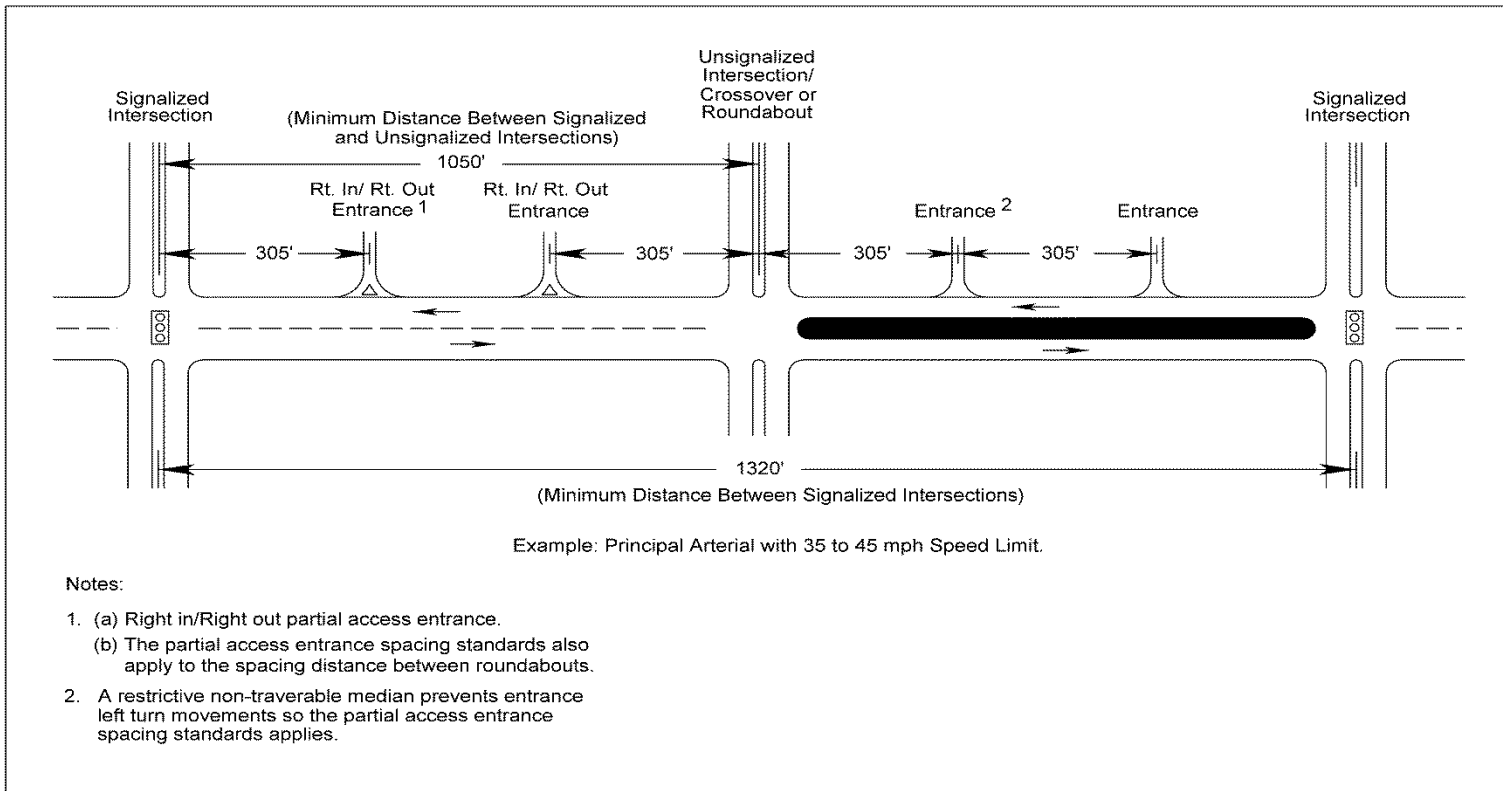 Unsignalized
Intersection/
Crossover or
Roundabout
Signalized
Intersection
(Minimum Distance Between Signalized
and Unsignalized Intersections)
Signalized
Intersection
1050'
Rt. In/ Rt. Out
Entrance 1
Rt. In/ Rt. Out
Entrance
Entrance 2
Entrance
305'
305'
305'
305'
1320'
(Minimum Distance Between Signalized Intersections)
Example: Principal Arterial with 35 to 45 mph Speed Limit.
Notes:
1. (a) Right in/Right out partial access entrance.
(b) The partial access entrance spacing standards also
apply to the spacing distance between roundabouts.
2. A restrictive non-traverable median prevents entrance
left turn movements so the partial access entrance
spacing standards applies.